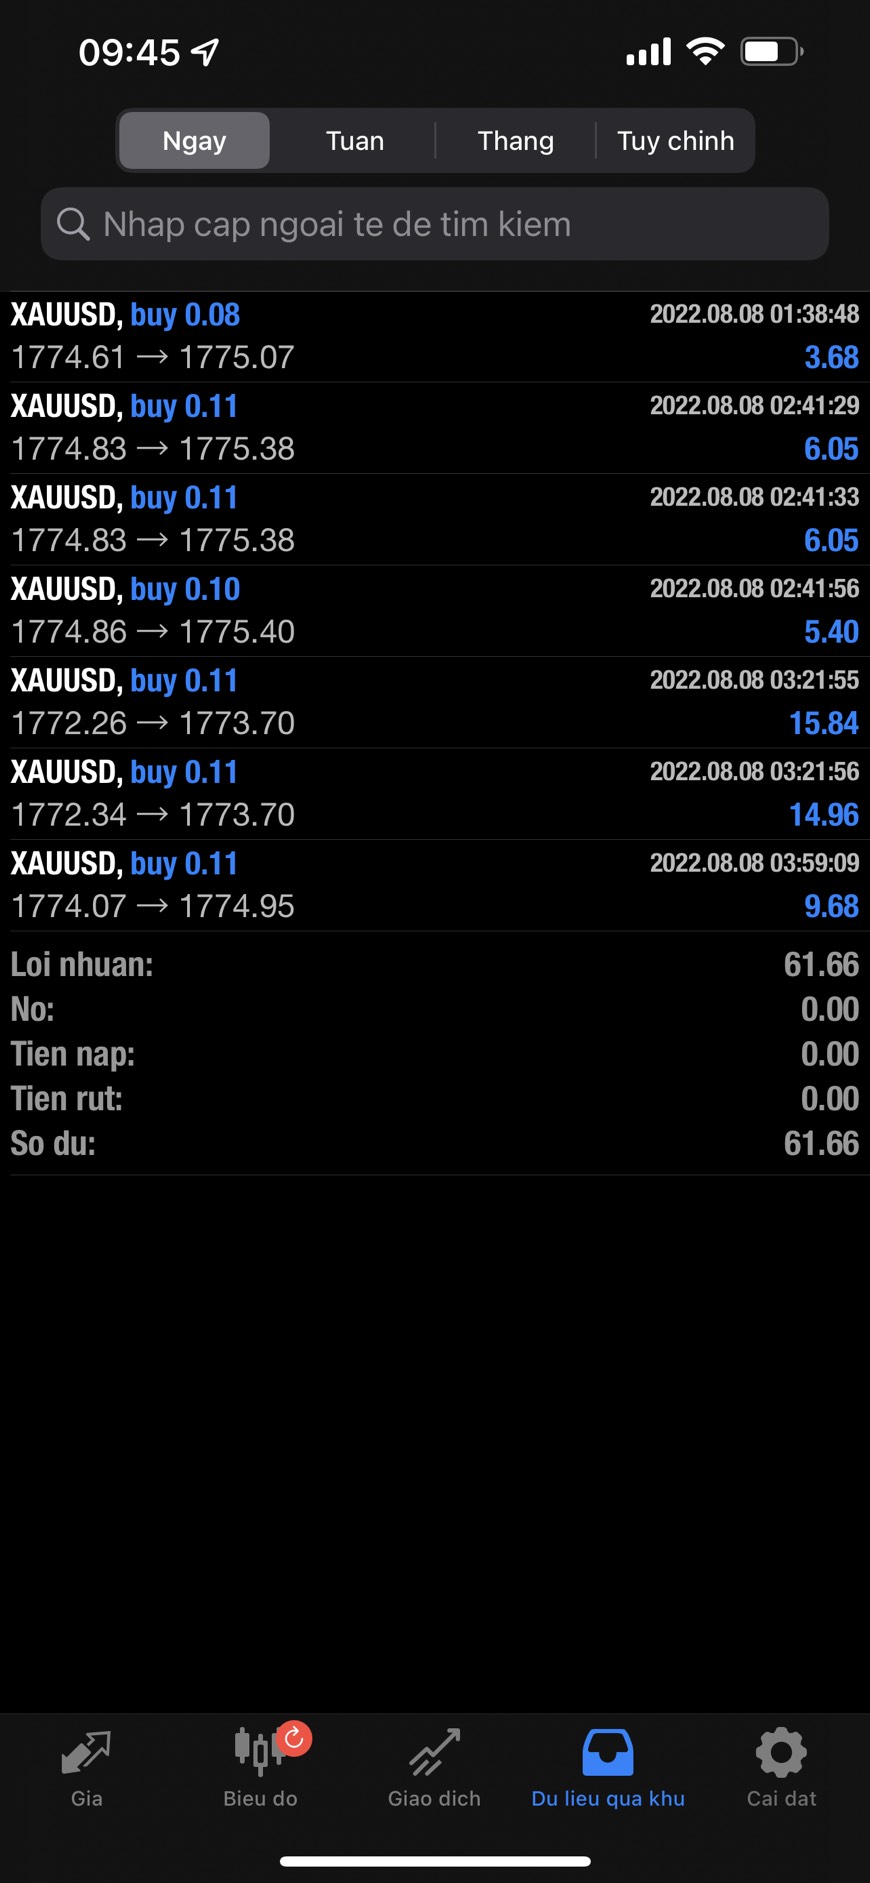 09:45
Ngay Tuan Thang Tuy chinh
Nhap cap ngoai te de tim kiem
XAUUSD, buy 0.08 2022.08.08 01:38:48
1774.61 → 1775.07 3.68
XAUUSD, buy 0.11 2022.08.08 02:41:29
1774.83 → 1775.38 6.05
XAUUSD, buy 0.11 2022.08.08 02:41:33
1774.83 → 1775.38 6.05
XAUUSD, buy 0.10 2022.08.08 02:41:56
1774.86 → 1775.40 5.40
XAUUSD, buy 0.11 2022.08.08 03:21:55
1772.26 → 1773.70 15.84
XAUUSD, buy 0.11 2022.08.08 03:21:56
1772.34 → 1773.70 14.96
XAUUSD, buy 0.11 2022.08.08 03:59:09
1774.07 → 1774.95 9.68
Loi nhuan: 61.66
No: 0.00
Tien nap: 0.00
Tien rut: 0.00
So du: 61.66
Gia Bieu do Giao dich Du lieu qua khu Cai dat